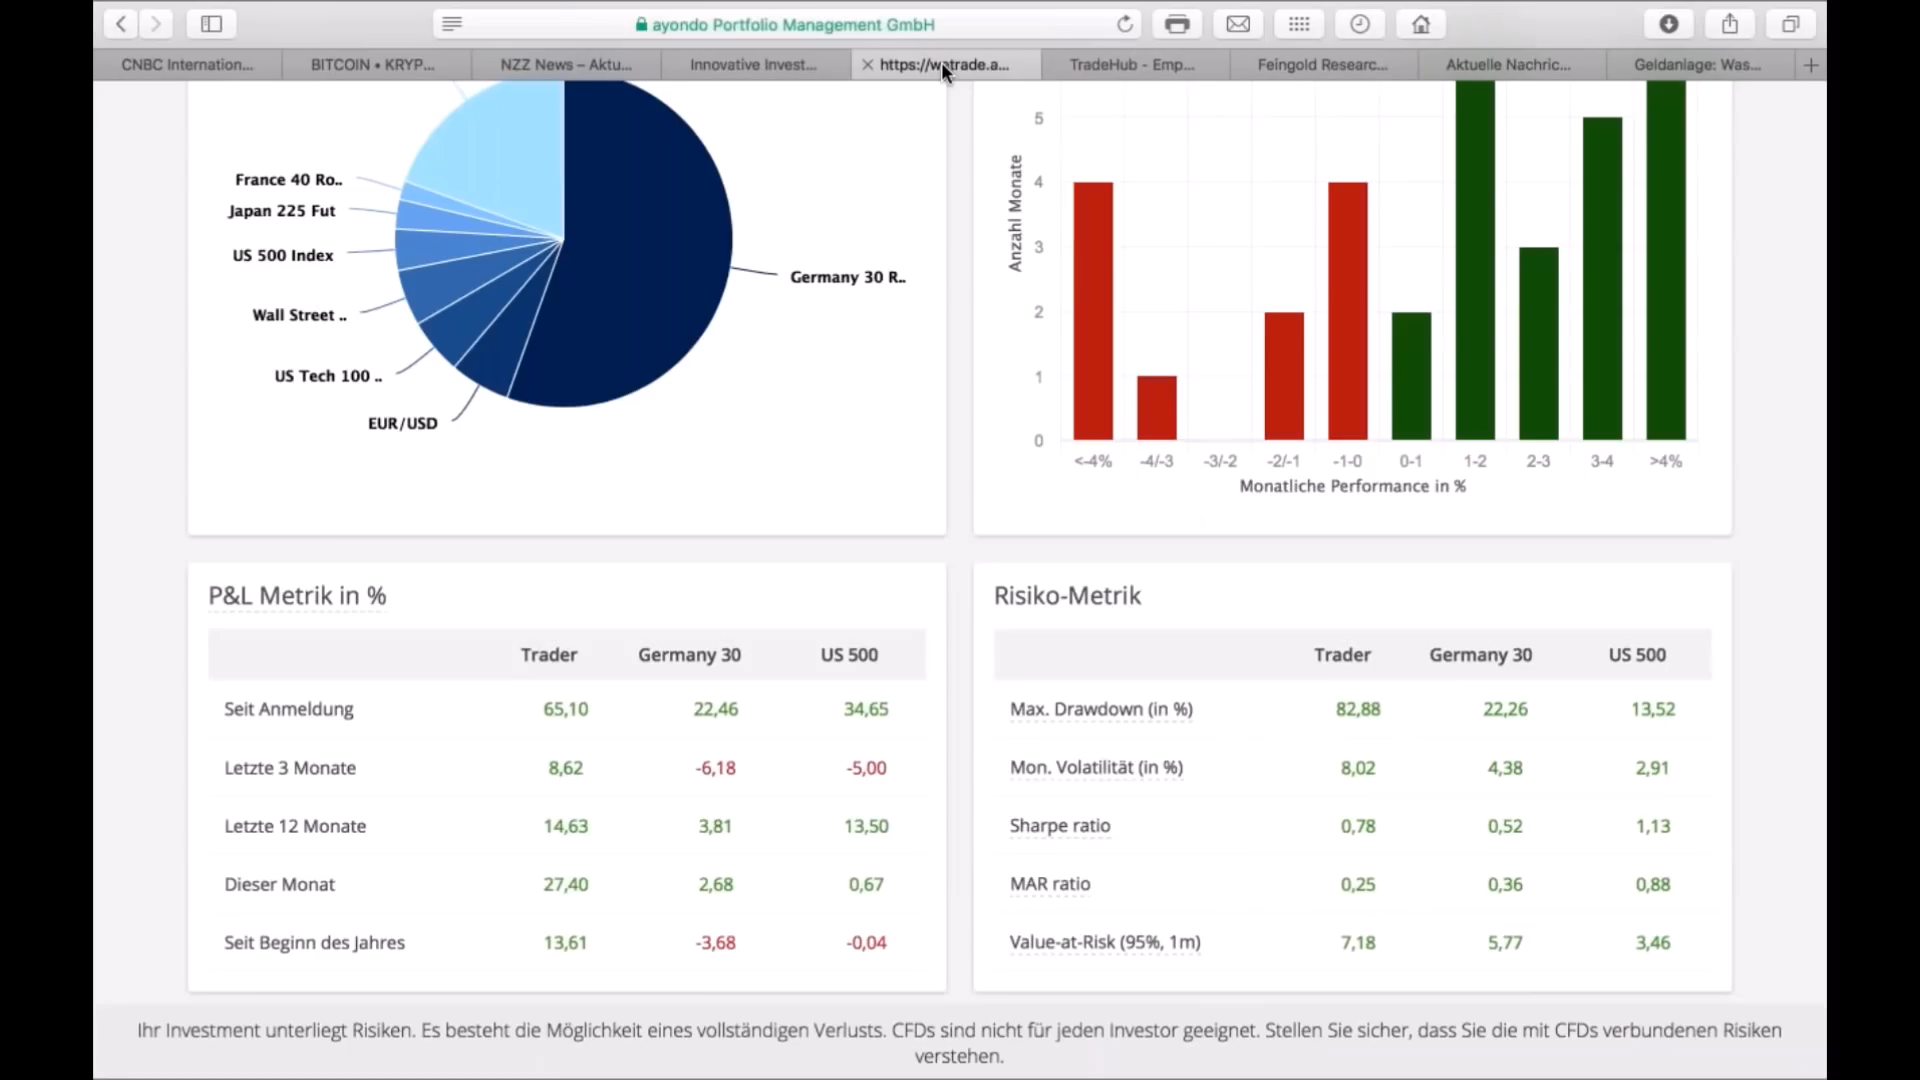 ayondo Portfolio Management GmbH
CNBC Internation...
BITCOIN • KRYP...
NZZ News – Aktu...
Innovative Invest...
TradeHub - Emp...
Feingold Researc...
Aktuelle Nachric...
Geldanlage: Was...
France 40 Ro..
Japan 225 Fut
US 500 Index
Wall Street ..
US Tech 100 ..
EUR/USD
Germany 30 R..
Anzahl Monate
5
4
3
2
1
0
<-4% -4/-3 -3/-2 -2/-1 -1-0 0-1 1-2 2-3 3-4 >4%
Monatliche Performance in %
P&L Metrik in %
Trader Germany 30 US 500
Seit Anmeldung 65,10 22,46 34,65
Letzte 3 Monate 8,62 -6,18 -5,00
Letzte 12 Monate 14,63 3,81 13,50
Dieser Monat 27,40 2,68 0,67
Seit Beginn des Jahres 13,61 -3,68 -0,04
Risiko-Metrik
Trader Germany 30 US 500
Max. Drawdown (in %) 82,88 22,26 13,52
Mon. Volatilität (in %) 8,02 4,38 2,91
Sharpe ratio 0,78 0,52 1,13
MAR ratio 0,25 0,36 0,88
Value-at-Risk (95%, 1m) 7,18 5,77 3,46
Ihr Investment unterliegt Risiken. Es besteht die Möglichkeit eines vollständigen Verlusts. CFDs sind nicht für jeden Investor geeignet. Stellen Sie sicher, dass Sie die mit CFDs verbundenen Risiken
verstehen.